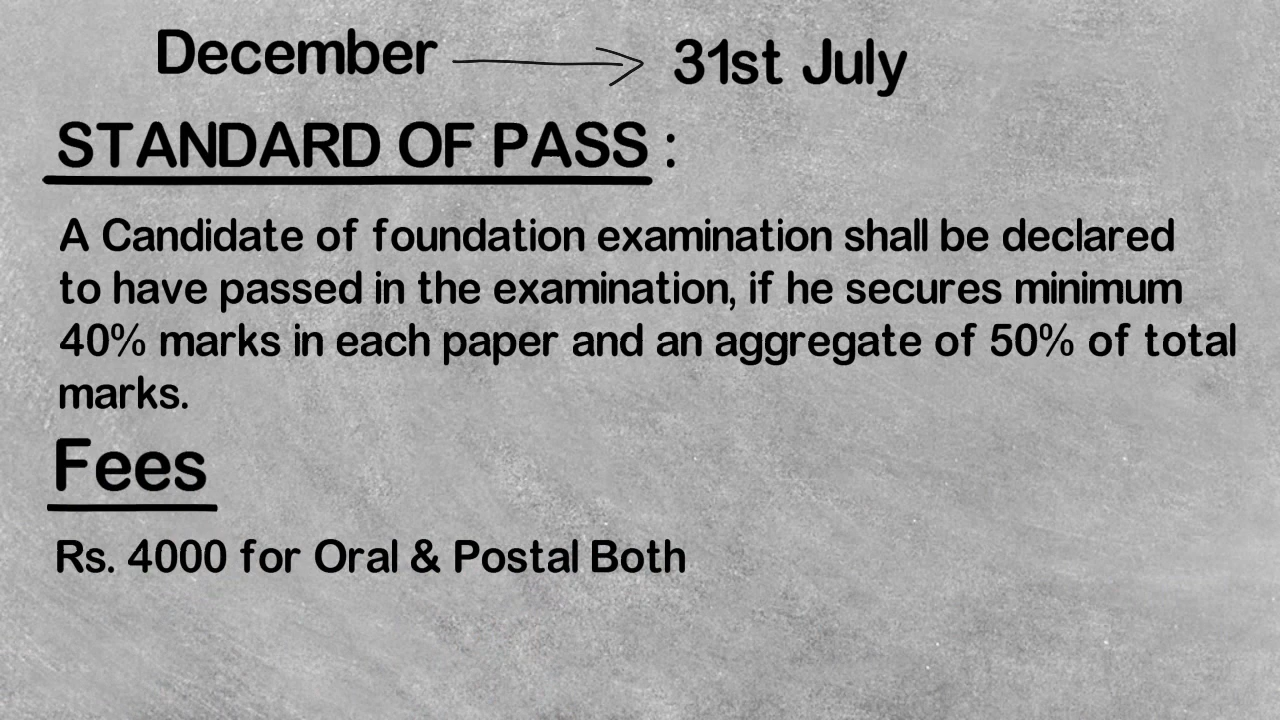 December → 31st July
STANDARD OF PASS :
A Candidate of foundation examination shall be declared
to have passed in the examination, if he secures minimum
40% marks in each paper and an aggregate of 50% of total
marks.
Fees
Rs. 4000 for Oral & Postal Both